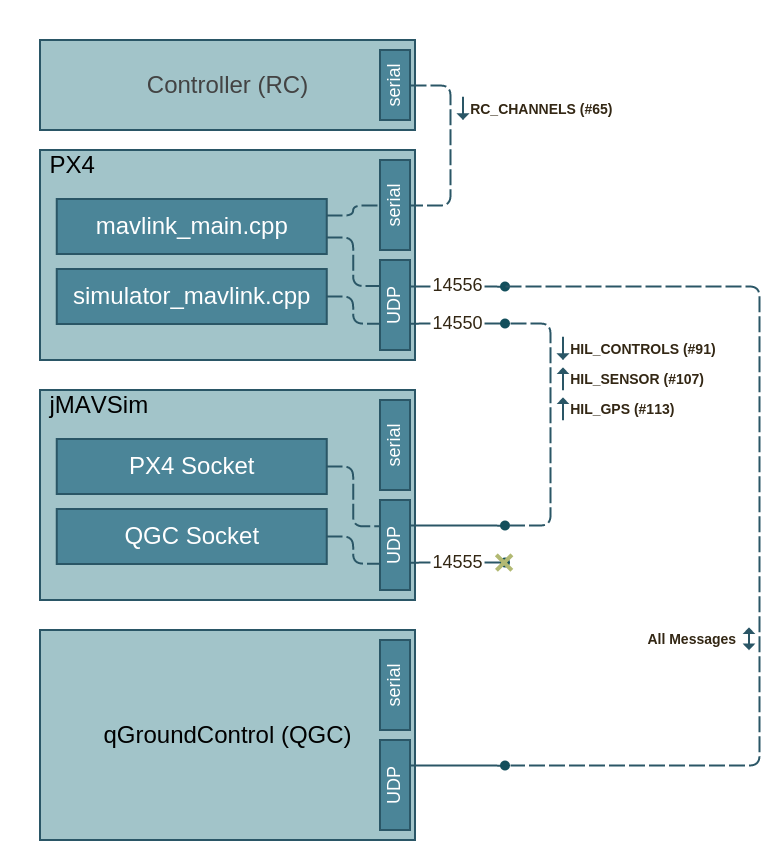 Controller (RC)
serial
RC_CHANNELS (#65)
PX4
mavlink_main.cpp
serial
simulator_mavlink.cpp
UDP
14556
14550
HIL_CONTROLS (#91)
HIL_SENSOR (#107)
HIL_GPS (#113)
jMAVSim
PX4 Socket
serial
QGC Socket
UDP
14555
All Messages
qGroundControl (QGC)
serial
UDP